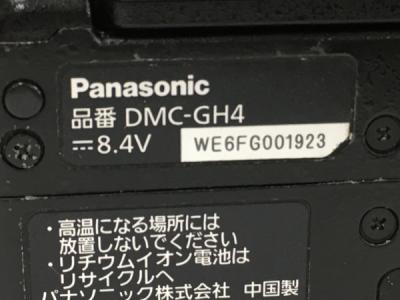 Panasonic
品番 DMC-GH4
⎓8.4V WE6FG001923
・高温になる場所には
放置しないでください
・リチウムイオン電池は
リサイクルへ
パナソニック株式会社 中国製